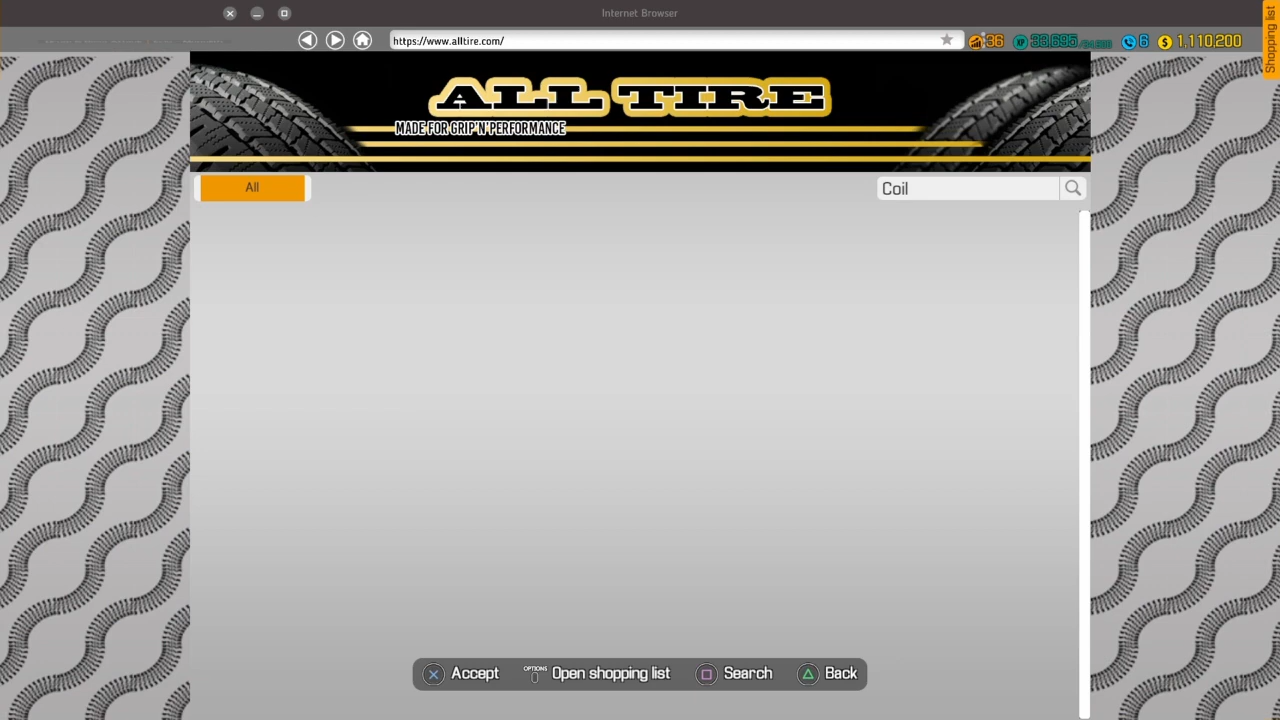 Internet Browser
https://www.alltire.com/
36
6
1,110,200
Shopping list
ALL TIRE
MADE FOR GRIP'N'PERFORMANCE
All
Coil
OPTIONS
Accept
Open shopping list
Search
Back